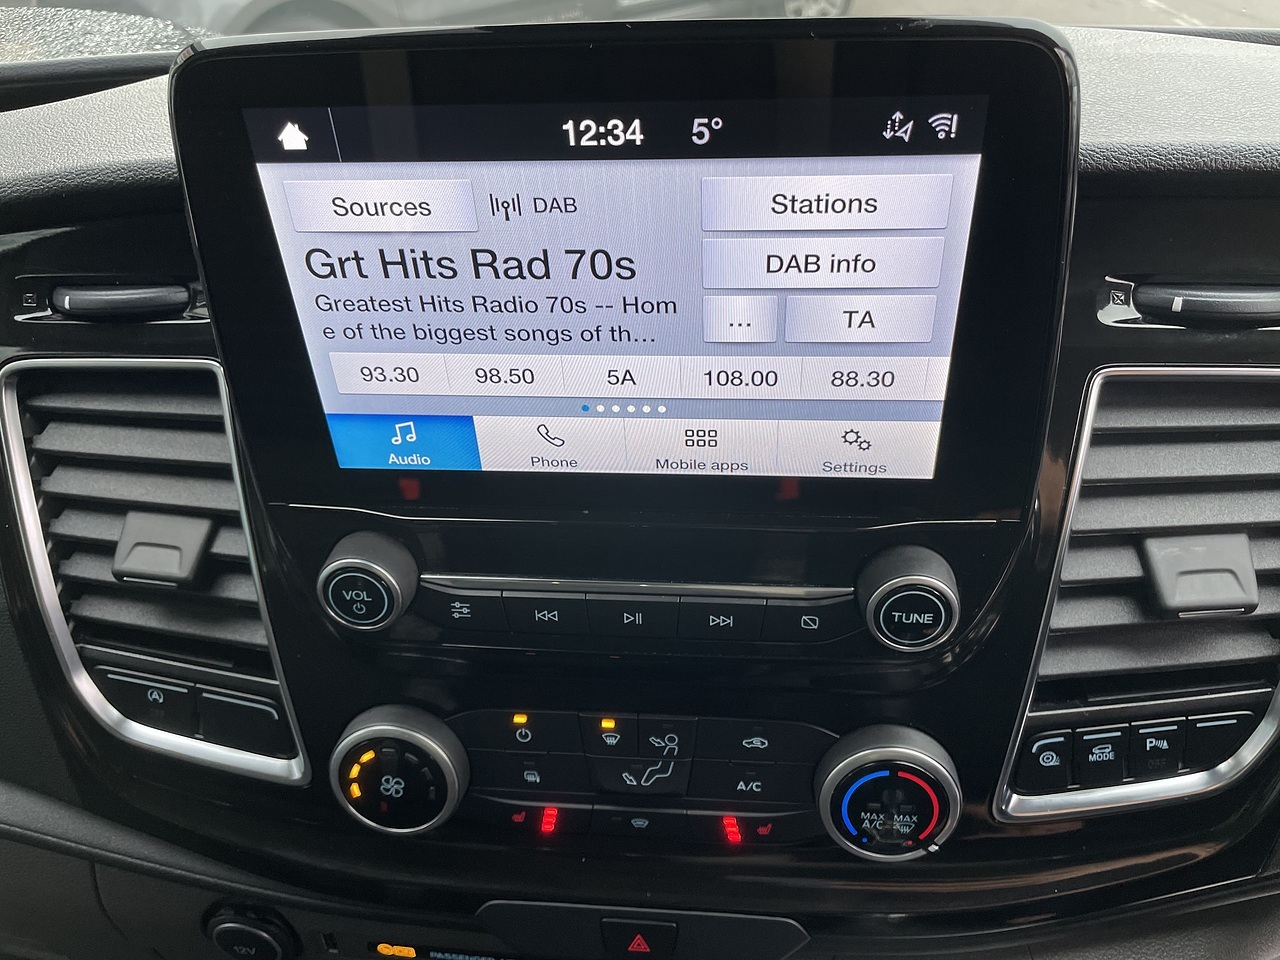 12:34 5°
Sources DAB Stations
Grt Hits Rad 70s
DAB info
Greatest Hits Radio 70s -- Hom
e of the biggest songs of th...
... TA
93.30 98.50 5A 108.00 88.30
Audio Phone Mobile apps Settings
VOL
TUNE
A
MODE
P
A/C
MAX A/C
MAX
12V
PASSENGER